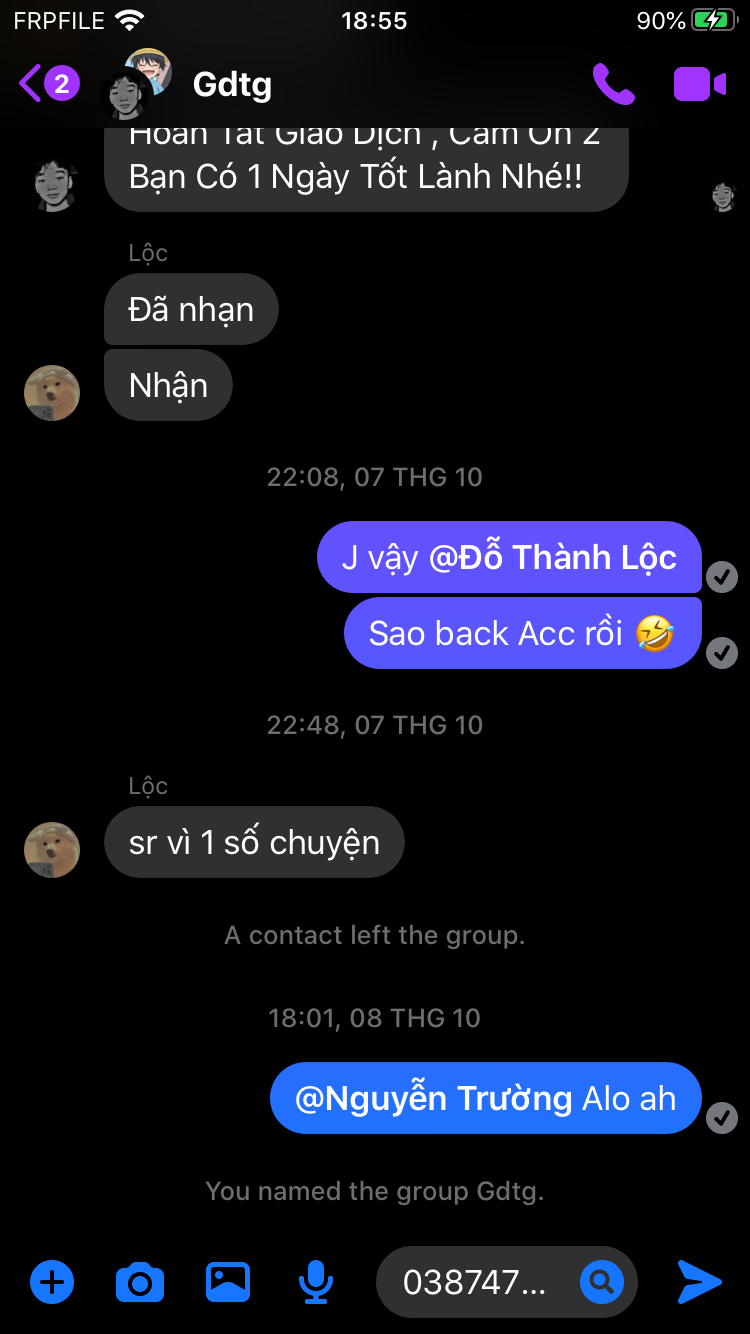 FRPFILE 18:55 90%
2 Gdtg
Hoàn Tất Giao Dịch , Cảm Ơn 2
Bạn Có 1 Ngày Tốt Lành Nhé!!
Lộc
Đã nhạn
Nhận
22:08, 07 THG 10
J vậy @Đỗ Thành Lộc
Sao back Acc rồi 🤣
22:48, 07 THG 10
Lộc
sr vì 1 số chuyện
A contact left the group.
18:01, 08 THG 10
@Nguyễn Trường Alo ah
You named the group Gdtg.
038747...